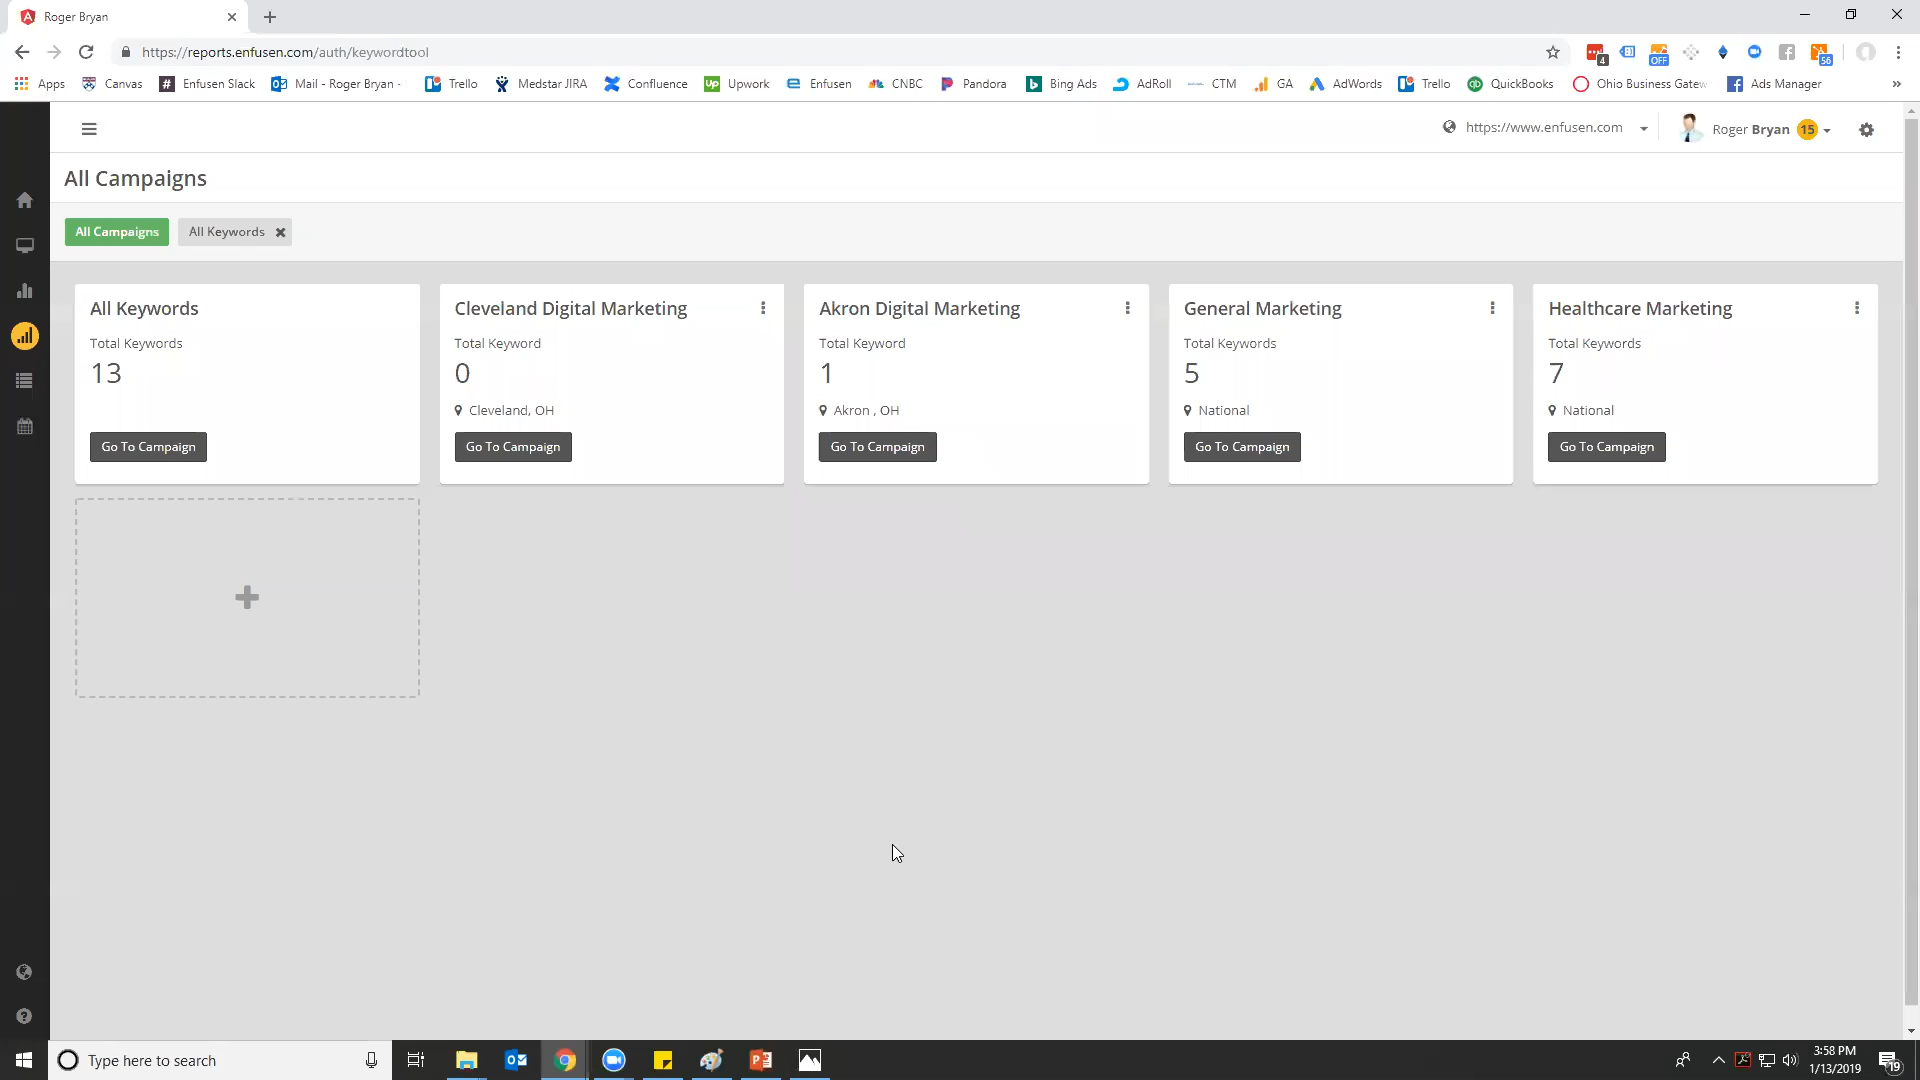 Roger Bryan
https://reports.enfusen.com/auth/keywordtool
4
OFF
56
Apps Canvas Enfusen Slack Mail - Roger Bryan - Trello Medstar JIRA Confluence Upwork Enfusen CNBC Pandora Bing Ads AdRoll CTM GA AdWords Trello QuickBooks Ohio Business Gatew Ads Manager »
https://www.enfusen.com Roger Bryan 15
All Campaigns
All Campaigns All Keywords
All Keywords
Total Keywords
13
Go To Campaign
Cleveland Digital Marketing
Total Keyword
0
Cleveland, OH
Go To Campaign
Akron Digital Marketing
Total Keyword
1
Akron , OH
Go To Campaign
General Marketing
Total Keywords
5
National
Go To Campaign
Healthcare Marketing
Total Keywords
7
National
Go To Campaign
Type here to search
3:58 PM
1/13/2019
19